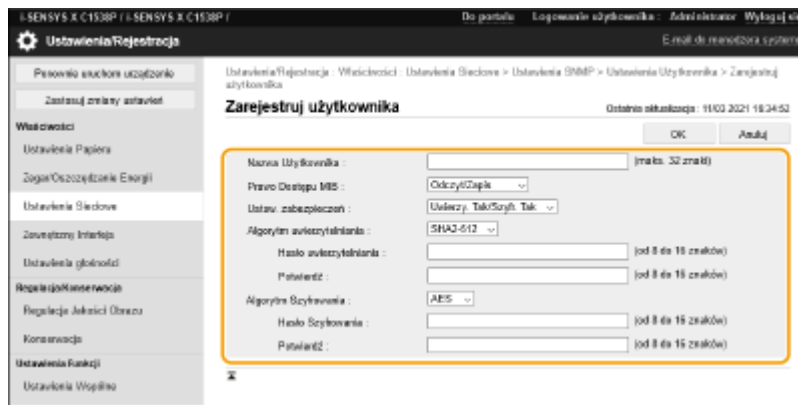 i-SENSYS X C1538P / i-SENSYS X C1538P /
Do portalu Logowanie użytkownika : Administrator Wyloguj się
Ustawienia/Rejestracja
E-mail do menedżera systemu
Ponownie uruchom urządzenie
Zastosuj zmiany ustawień
Właściwości
Ustawienia Papieru
Zegar/Oszczędzanie Energii
Ustawienia Sieciowe
Zewnętrzny Interfejs
Ustawienia głośności
Regulacja/Konserwacja
Regulacja Jakości Obrazu
Konserwacja
Ustawienia Funkcji
Ustawienia Wspólne
Ustawienia/Rejestracja : Właściwości : Ustawienia Sieciowe > Ustawienia SNMP > Ustawienia Użytkownika > Zarejestruj
użytkownika
Zarejestruj użytkownika
Ostatnia aktualizacja : 11/03 2021 16:34:52
OK Anuluj
Nazwa Użytkownika : (maks. 32 znaki)
Prawo Dostępu MIB : Odczyt/Zapis
Ustaw. zabezpieczeń : Uwierzy. Tak/Szyfr. Tak
Algorytm uwierzytelniania : SHA2-512
Hasło uwierzytelniania : (od 8 do 16 znaków)
Potwierdź : (od 8 do 16 znaków)
Algorytm Szyfrowania : AES
Hasło Szyfrowania : (od 8 do 16 znaków)
Potwierdź : (od 8 do 16 znaków)